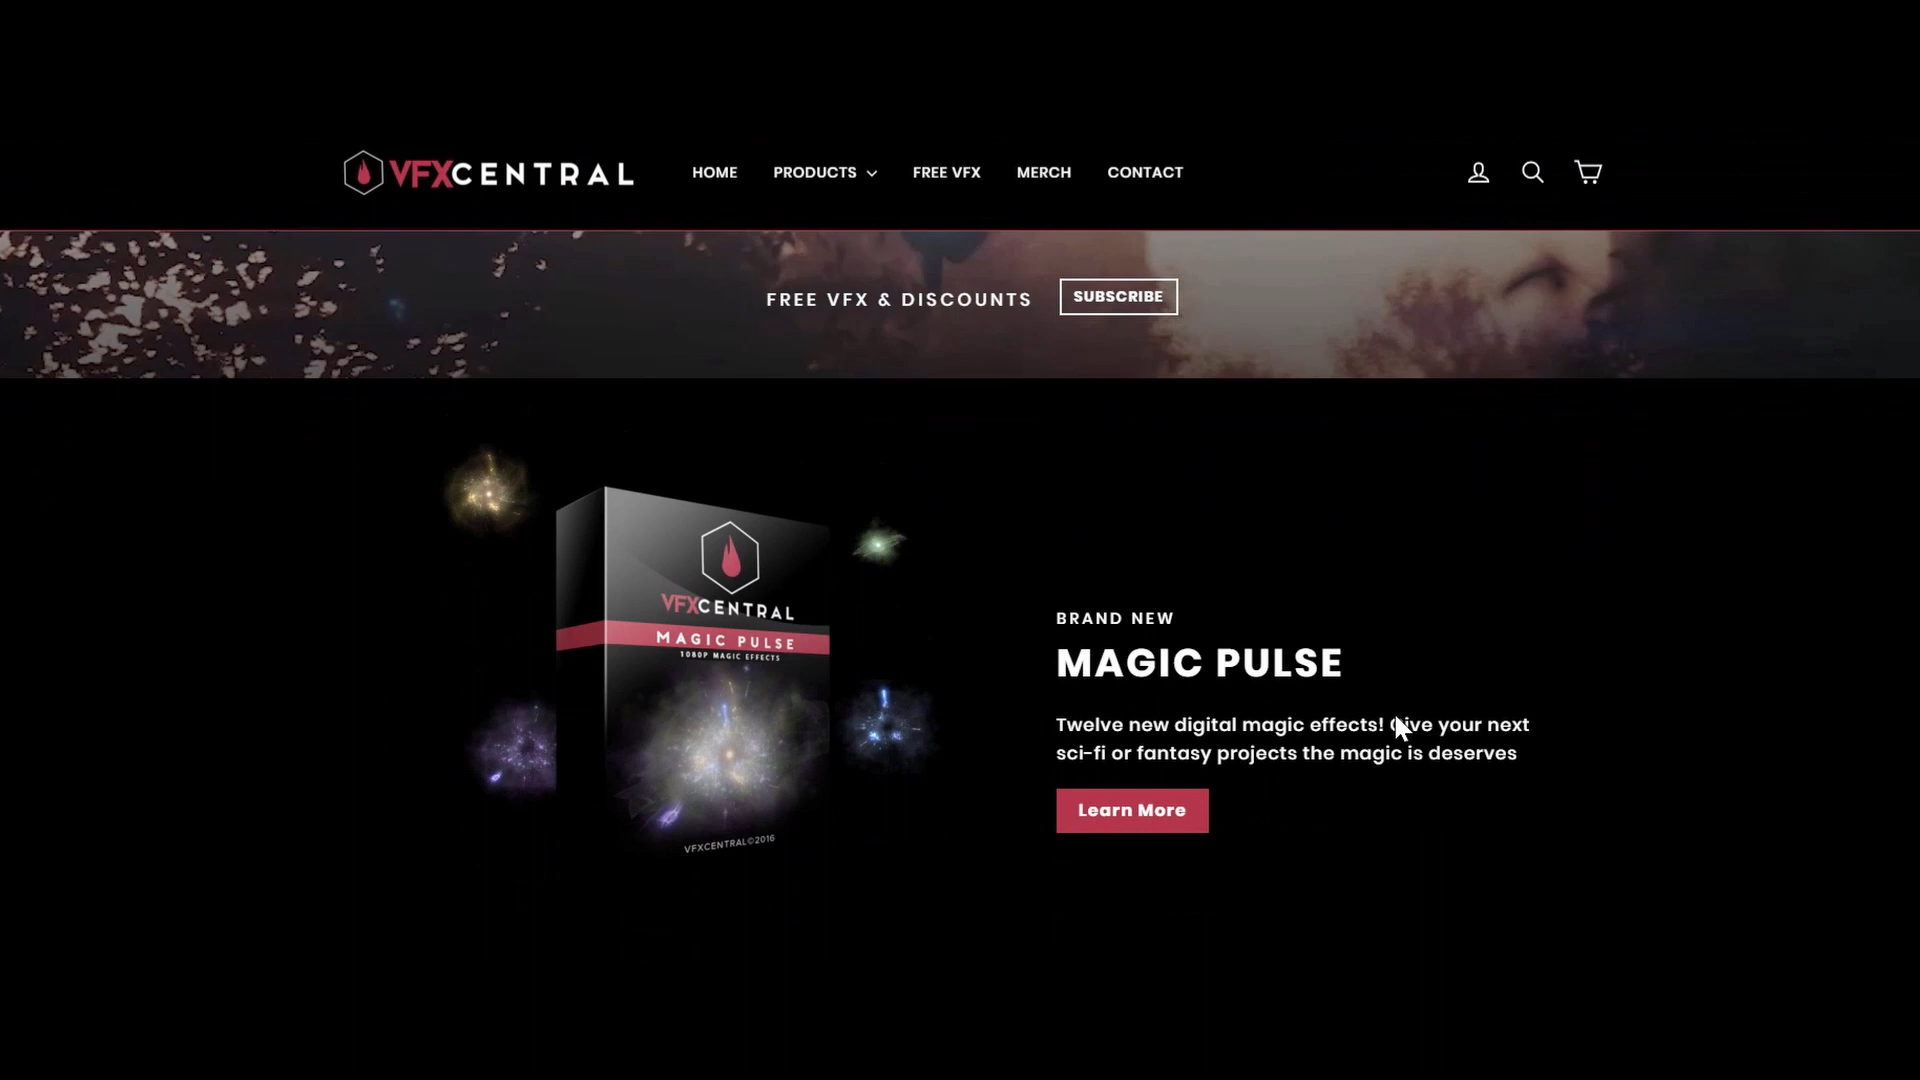 VFXCENTRAL
HOME PRODUCTS FREE VFX MERCH CONTACT
FREE VFX & DISCOUNTS SUBSCRIBE
VFXCENTRAL
MAGIC PULSE
1080P MAGIC EFFECTS
VFXCENTRAL©2016
BRAND NEW
MAGIC PULSE
Twelve new digital magic effects! Give your next
sci-fi or fantasy projects the magic is deserves
Learn More